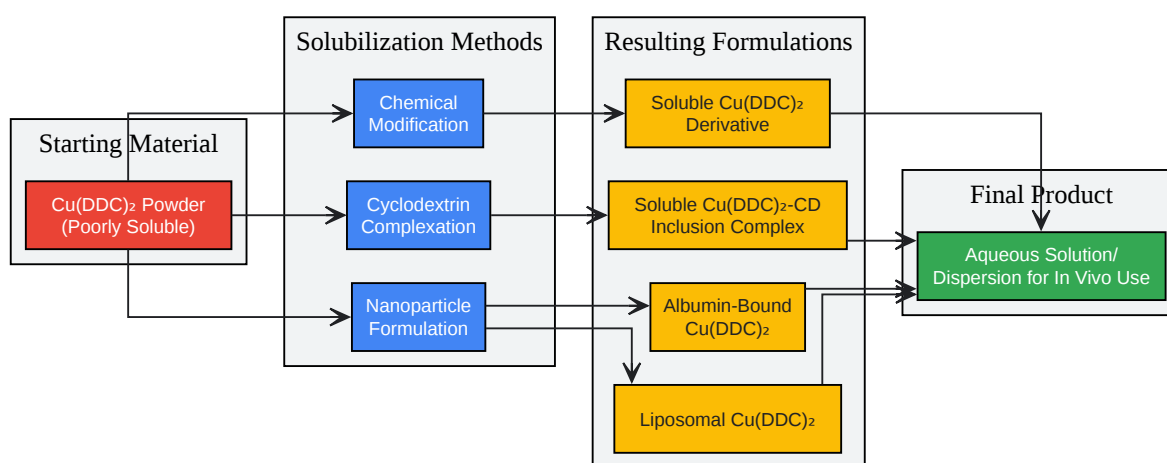 Starting Material
Cu(DDC)₂ Powder
(Poorly Soluble)
Solubilization Methods
Chemical
Modification
Cyclodextrin
Complexation
Nanoparticle
Formulation
Resulting Formulations
Soluble Cu(DDC)₂
Derivative
Soluble Cu(DDC)₂-CD
Inclusion Complex
Albumin-Bound
Cu(DDC)₂
Liposomal Cu(DDC)₂
Final Product
Aqueous Solution/
Dispersion for In Vivo Use